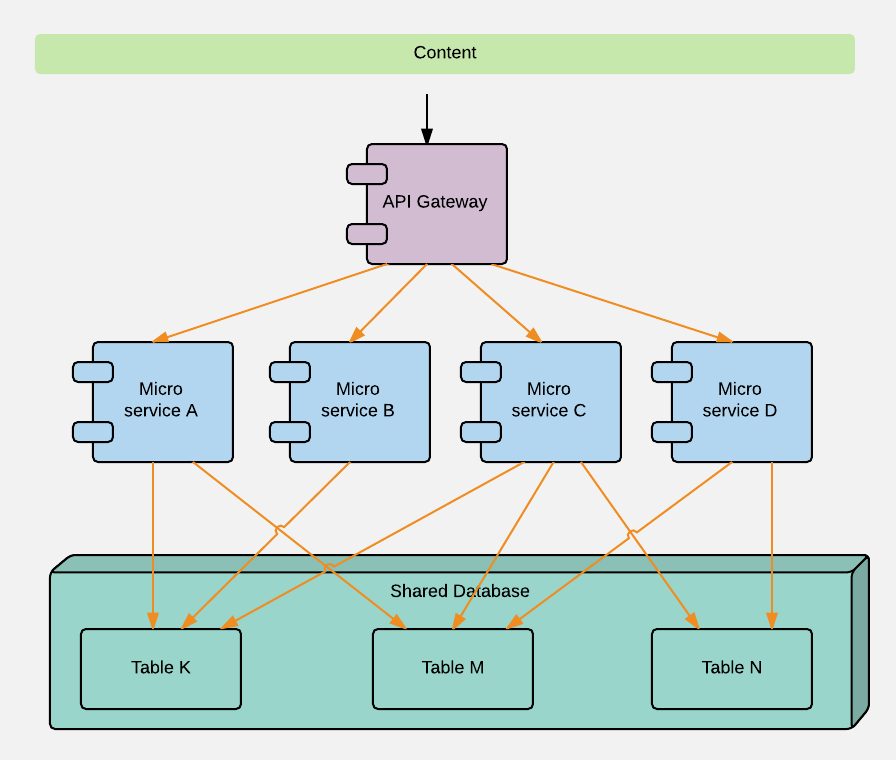 Content
API Gateway
Micro
service A
Micro
service B
Micro
service C
Micro
service D
Shared Database
Table K
Table M
Table N